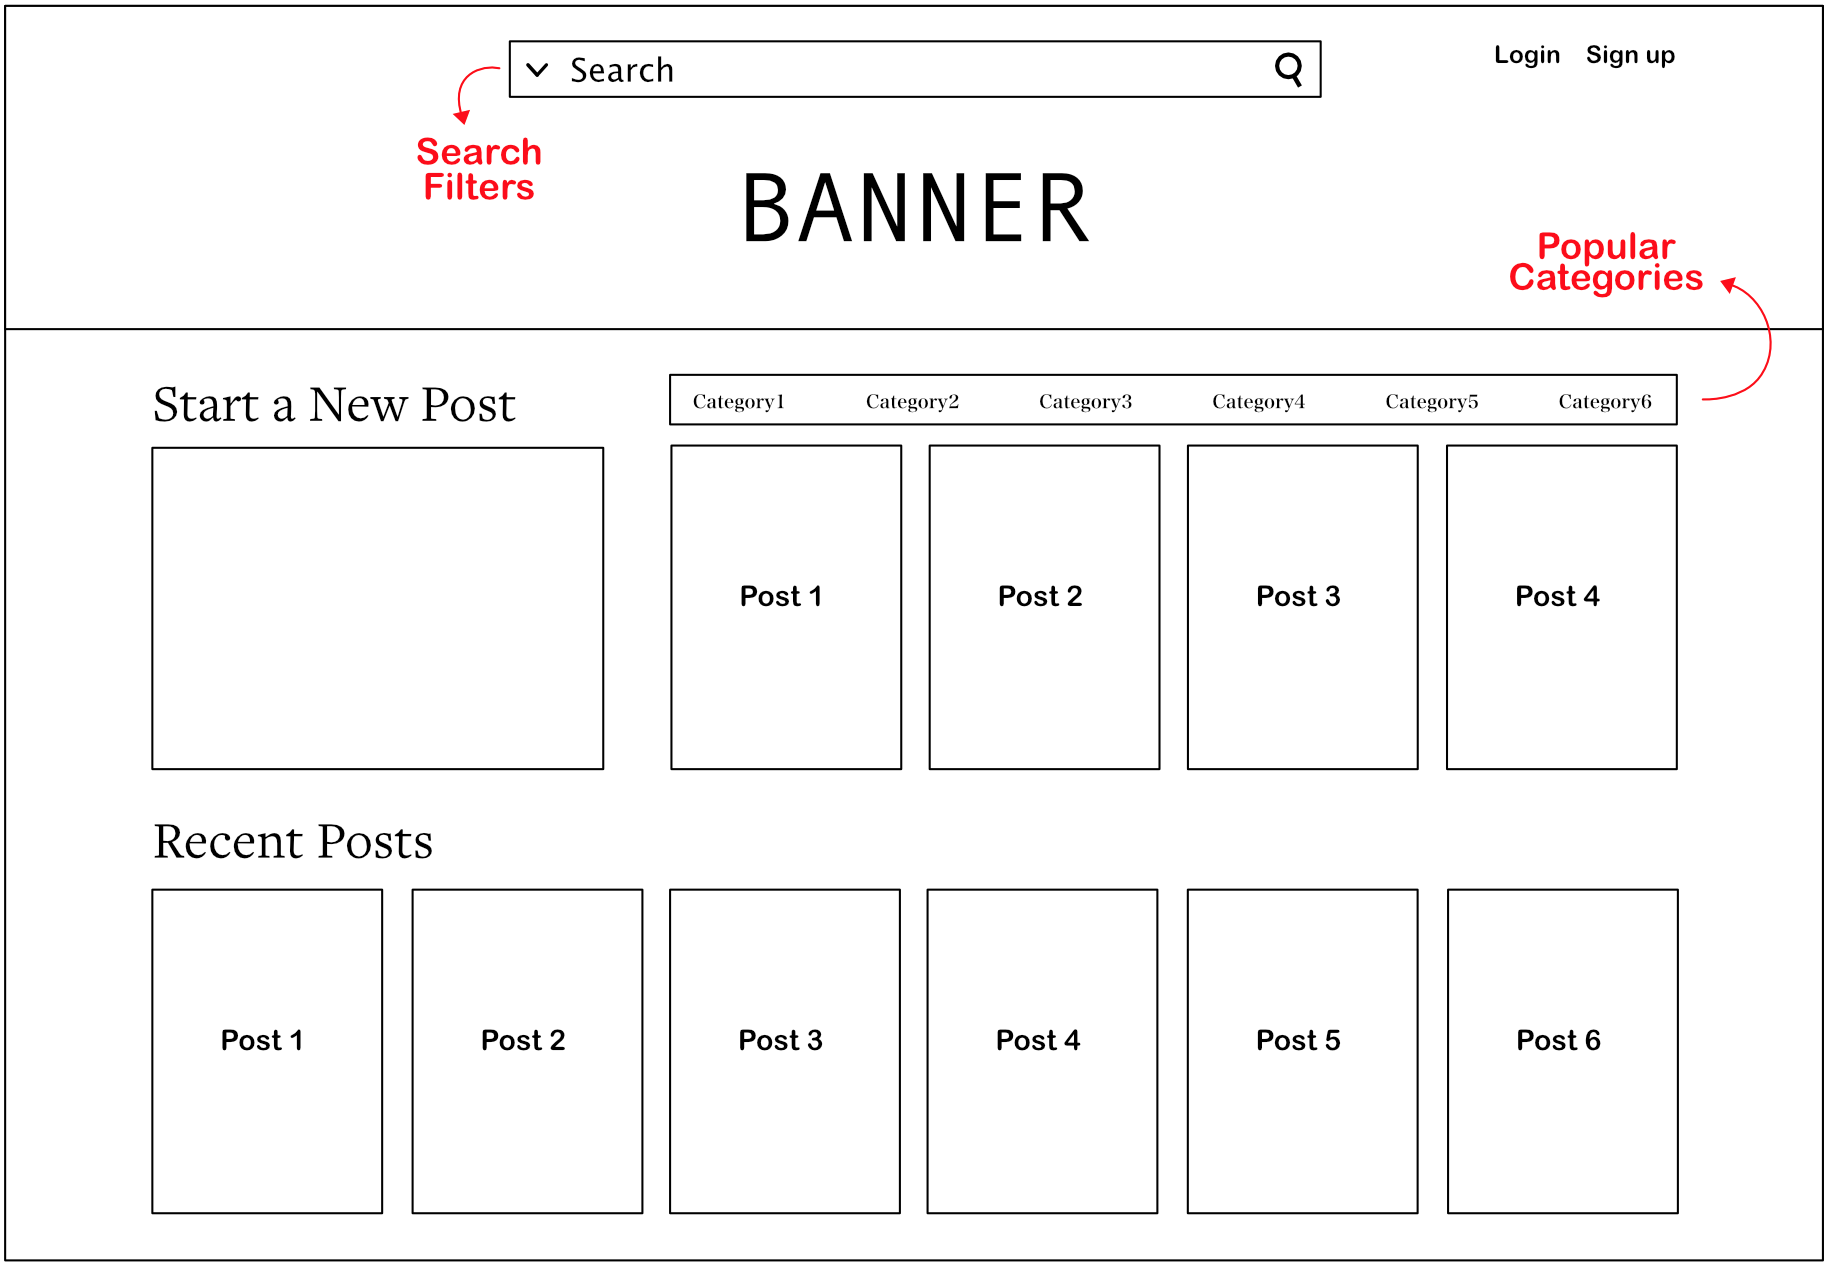 Search
Login Sign up
Search
Filters
BANNER
Popular
Categories
Start a New Post
Category1 Category2 Category3 Category4 Category5 Category6
Post 1 Post 2 Post 3 Post 4
Recent Posts
Post 1 Post 2 Post 3 Post 4 Post 5 Post 6